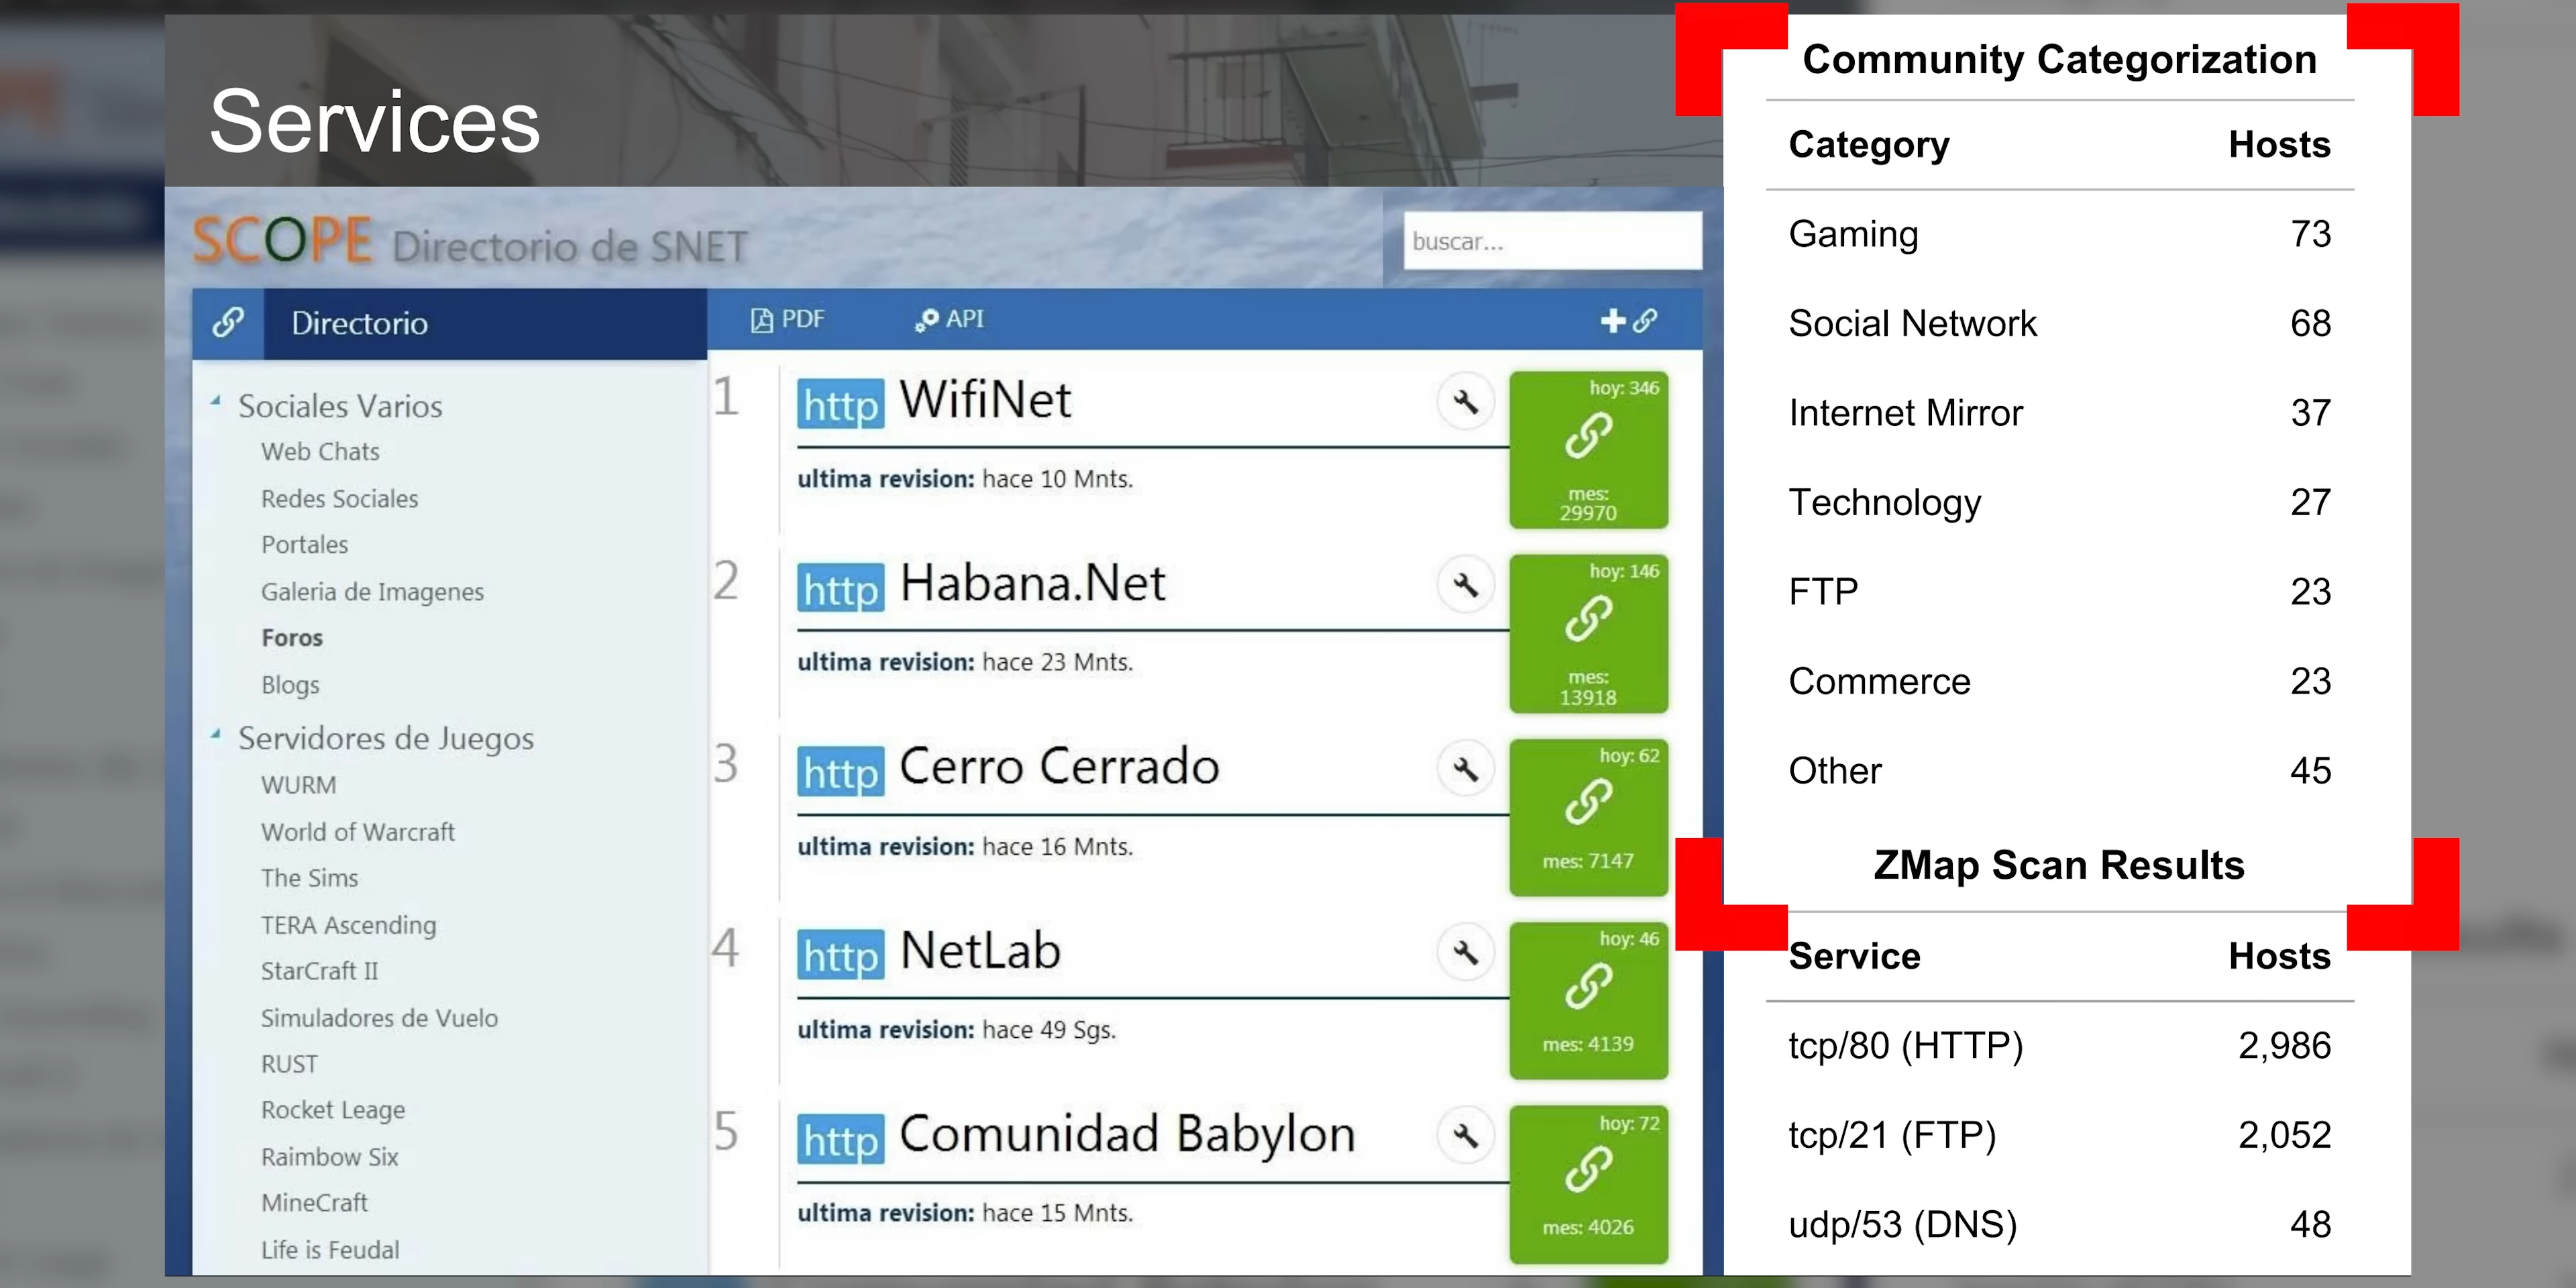 Services
SCOPE Directorio de SNET
buscar...
Directorio
PDF
API
Sociales Varios
Web Chats
Redes Sociales
Portales
Galeria de Imagenes
Foros
Blogs
Servidores de Juegos
WURM
World of Warcraft
The Sims
TERA Ascending
StarCraft II
Simuladores de Vuelo
RUST
Rocket Leage
Raimbow Six
MineCraft
Life is Feudal
1
http WifiNet
ultima revision: hace 10 Mnts.
hoy: 346
mes:
29970
2
http Habana.Net
ultima revision: hace 23 Mnts.
hoy: 146
mes:
13918
3
http Cerro Cerrado
ultima revision: hace 16 Mnts.
hoy: 62
mes: 7147
4
http NetLab
ultima revision: hace 49 Sgs.
hoy: 46
mes: 4139
5
http Comunidad Babylon
ultima revision: hace 15 Mnts.
hoy: 72
mes: 4026
Community Categorization
Category Hosts
Gaming 73
Social Network 68
Internet Mirror 37
Technology 27
FTP 23
Commerce 23
Other 45
ZMap Scan Results
Service Hosts
tcp/80 (HTTP) 2,986
tcp/21 (FTP) 2,052
udp/53 (DNS) 48